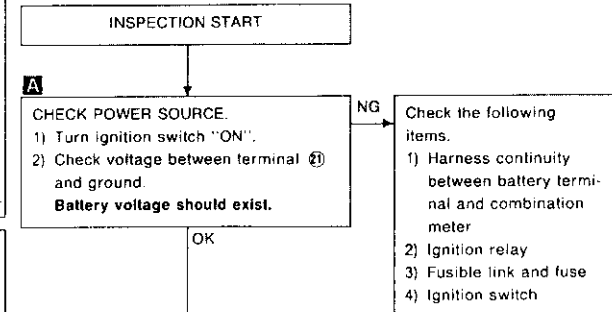 INSPECTION START
A
CHECK POWER SOURCE.
1) Turn ignition switch "ON".
2) Check voltage between terminal ㉑
and ground.
Battery voltage should exist.
NG
OK
Check the following
items.
1) Harness continuity
between battery termi-
nal and combination
meter
2) Ignition relay
3) Fusible link and fuse
4) Ignition switch